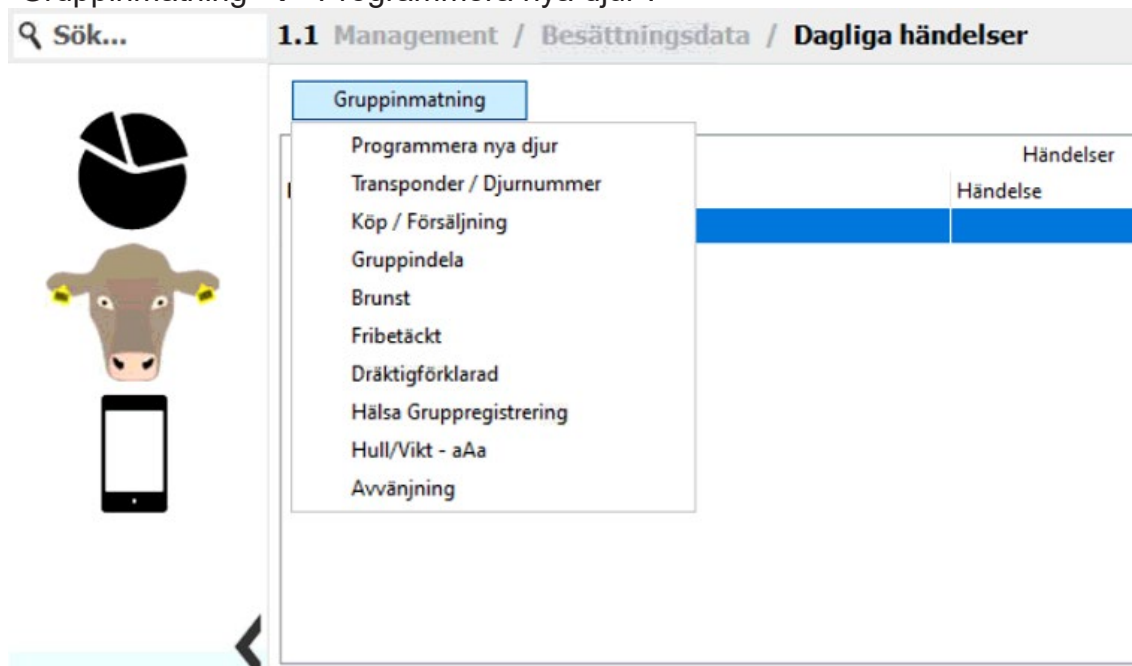 Sök...
1.1 Management / Besättningsdata / Dagliga händelser
Gruppinmatning
Programmera nya djur
Händelser
Transponder / Djurnummer
Händelse
Köp / Försäljning
Gruppindela
Brunst
Fribetäckt
Dräktigförklarad
Hälsa Gruppregistrering
Hull/Vikt - aAa
Avvänjning